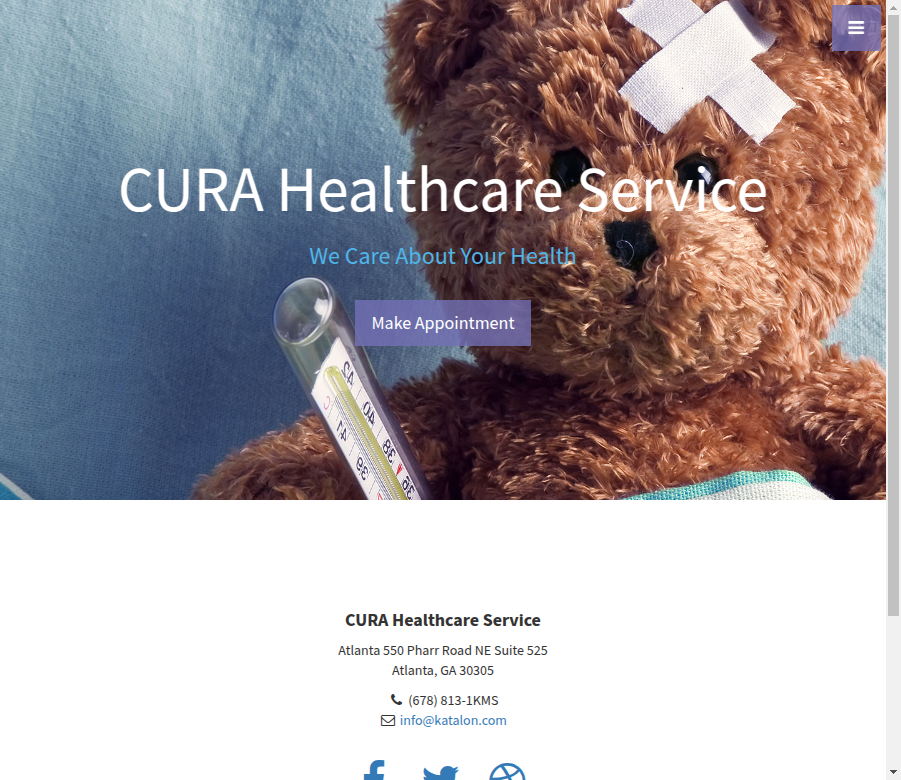 CURA Healthcare Service
We Care About Your Health
Make Appointment
CURA Healthcare Service
Atlanta 550 Pharr Road NE Suite 525
Atlanta, GA 30305
(678) 813-1KMS
info@katalon.com